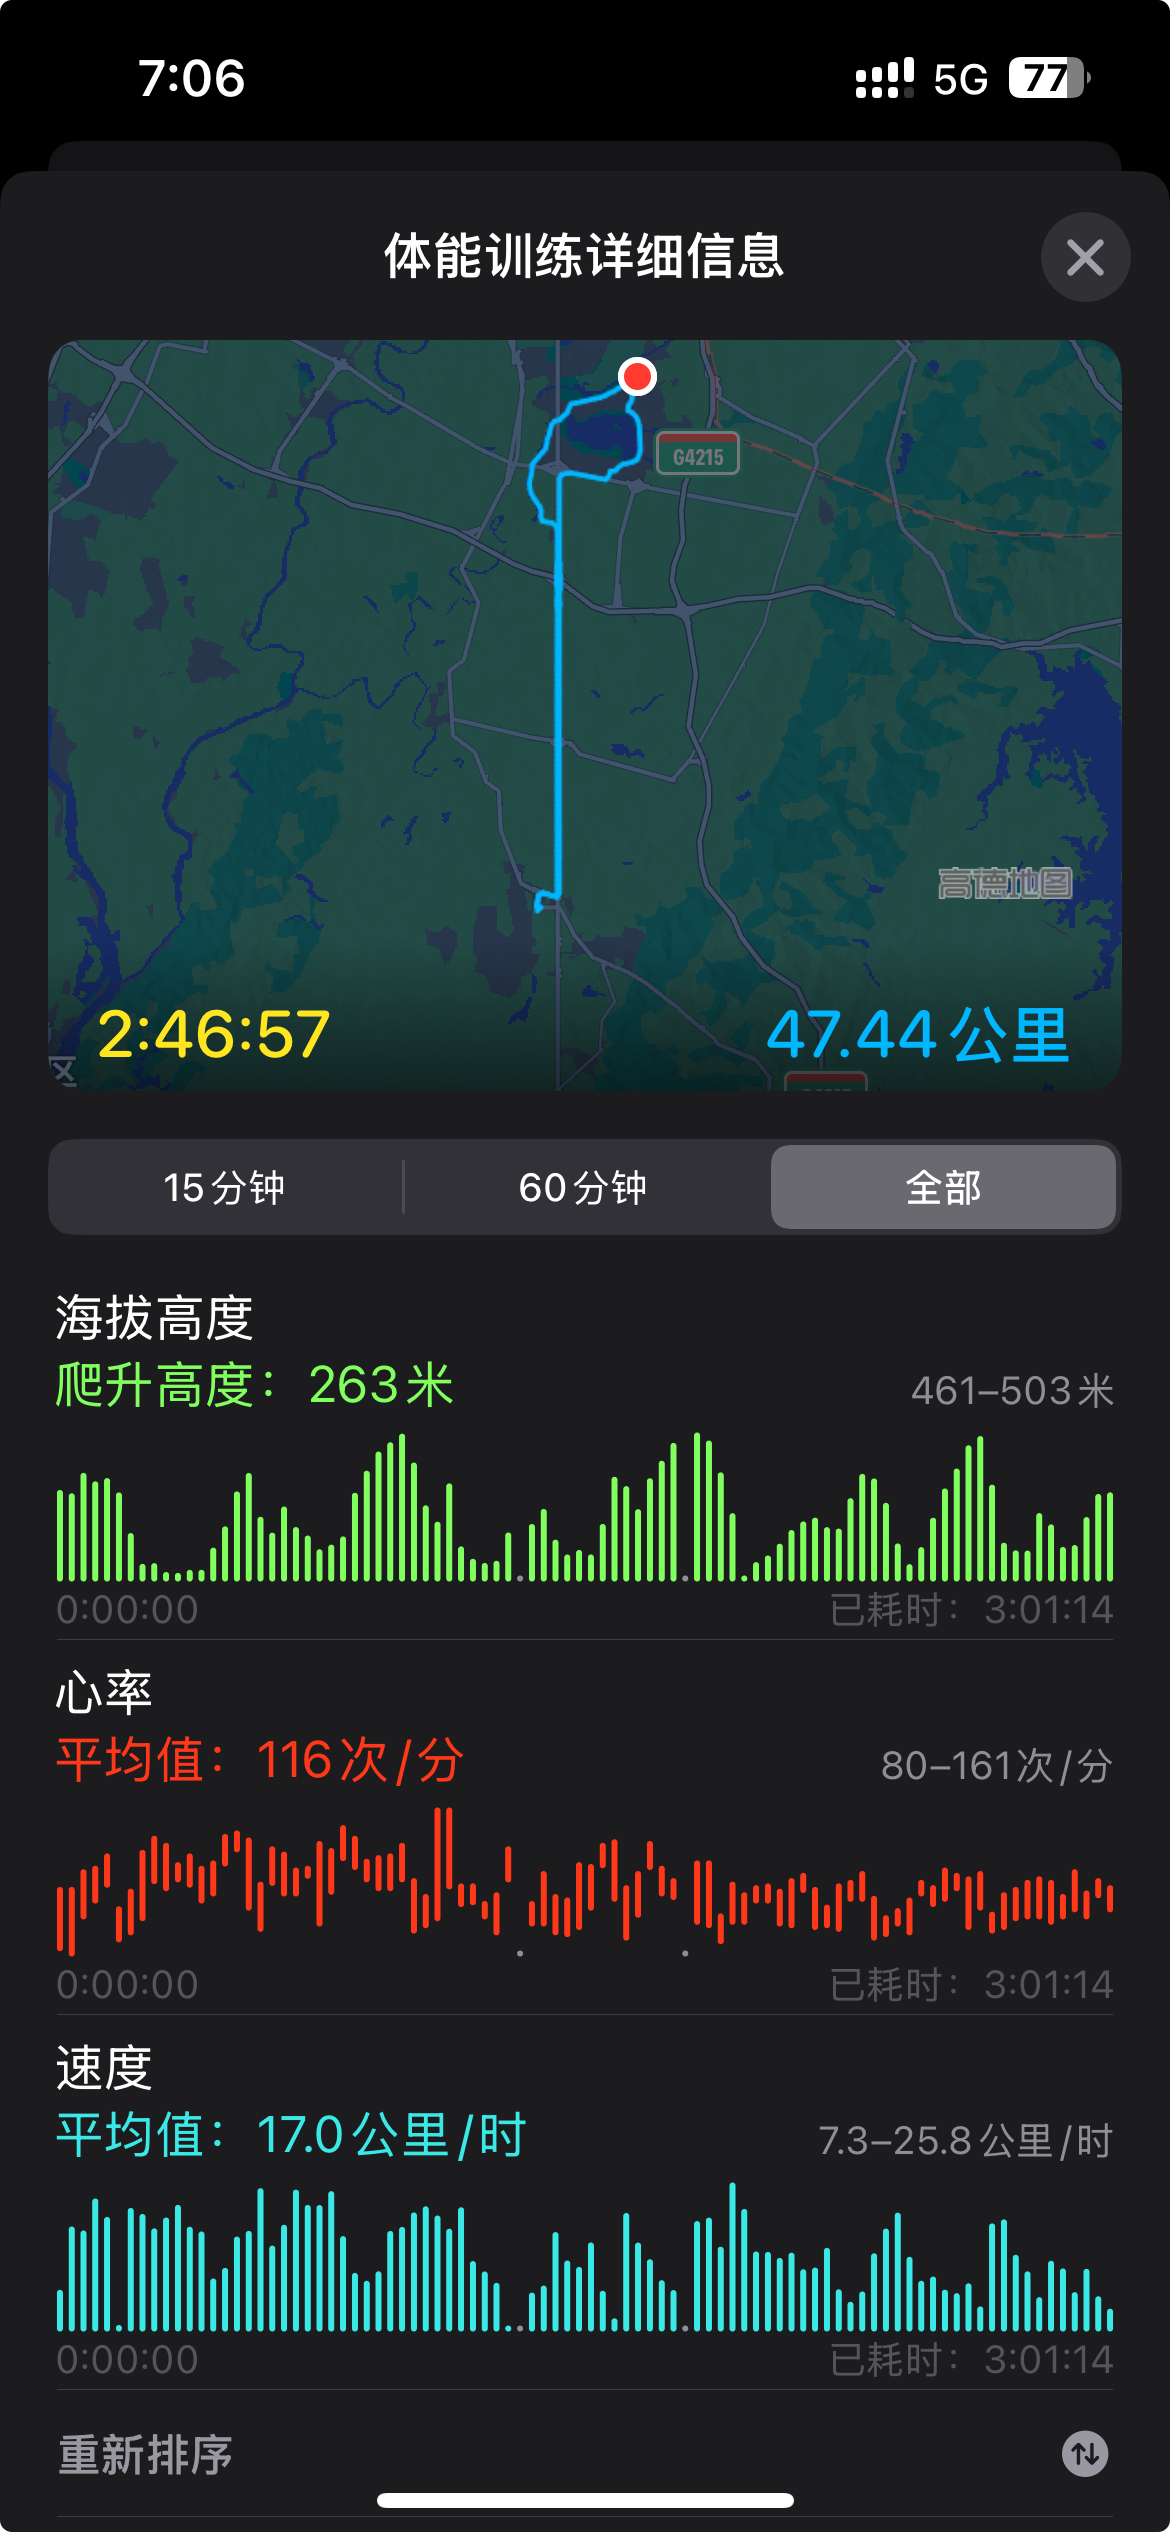 7:06
5G 77
体能训练详细信息
G4215
高德地图
2:46:57
47.44公里
区
15分钟
60分钟
全部
海拔高度
爬升高度：263米
461–503米
0:00:00
已耗时：3:01:14
心率
平均值：116次/分
80–161次/分
0:00:00
已耗时：3:01:14
速度
平均值：17.0公里/时
7.3–25.8公里/时
0:00:00
已耗时：3:01:14
重新排序